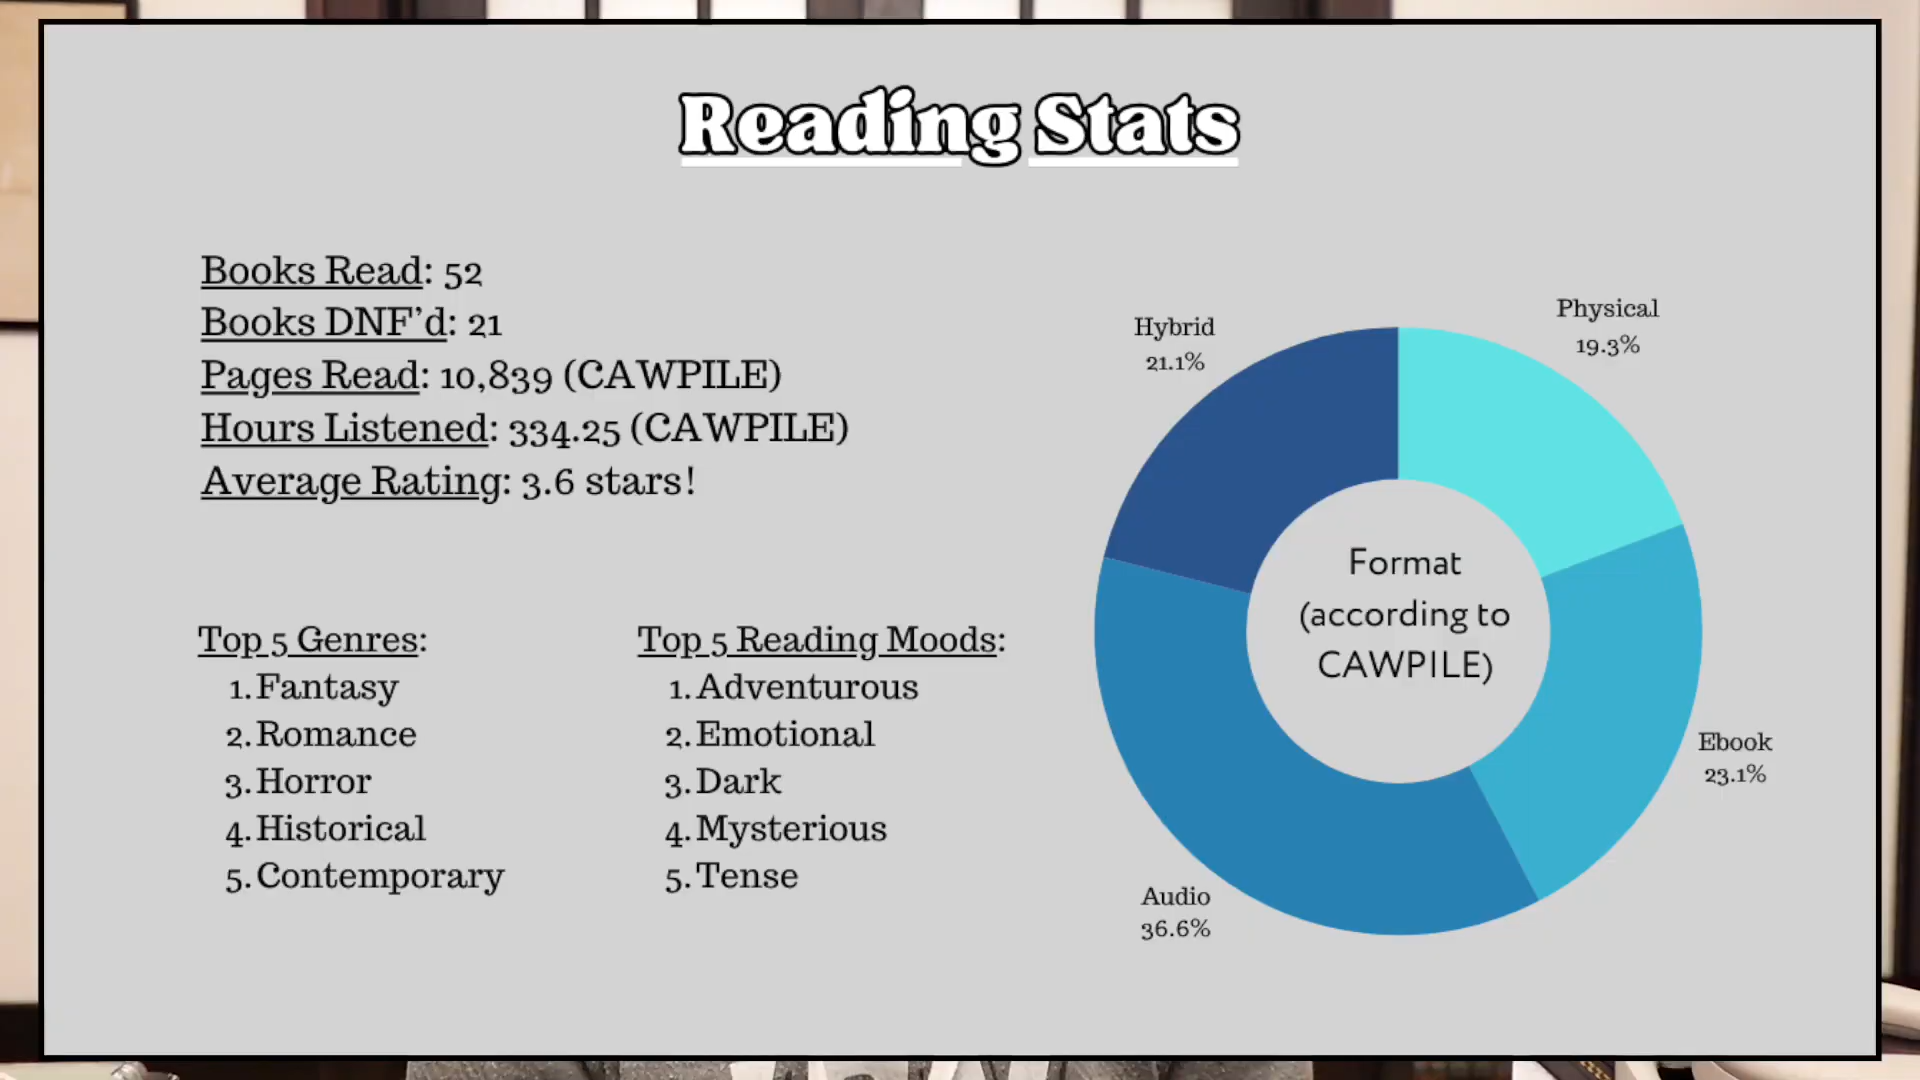 Reading Stats
Books Read: 52
Books DNF’d: 21
Pages Read: 10,839 (CAWPILE)
Hours Listened: 334.25 (CAWPILE)
Average Rating: 3.6 stars!
Top 5 Genres:
1. Fantasy
2. Romance
3. Horror
4. Historical
5. Contemporary
Top 5 Reading Moods:
1. Adventurous
2. Emotional
3. Dark
4. Mysterious
5. Tense
Hybrid
21.1%
Physical
19.3%
Format
(according to
CAWPILE)
Ebook
23.1%
Audio
36.6%